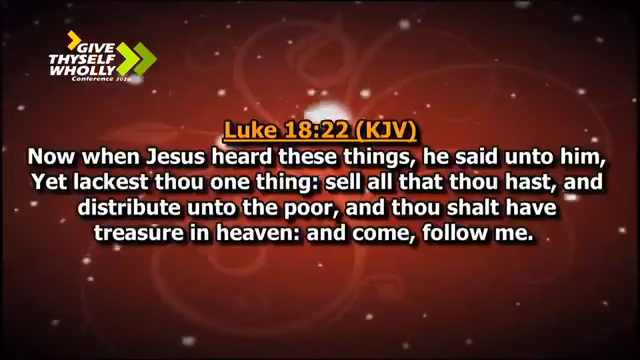 GIVE
THYSELF
WHOLLY
Conference 2020
Luke 18:22 (KJV)
Now when Jesus heard these things, he said unto him,
Yet lackest thou one thing: sell all that thou hast, and
distribute unto the poor, and thou shalt have
treasure in heaven: and come, follow me.